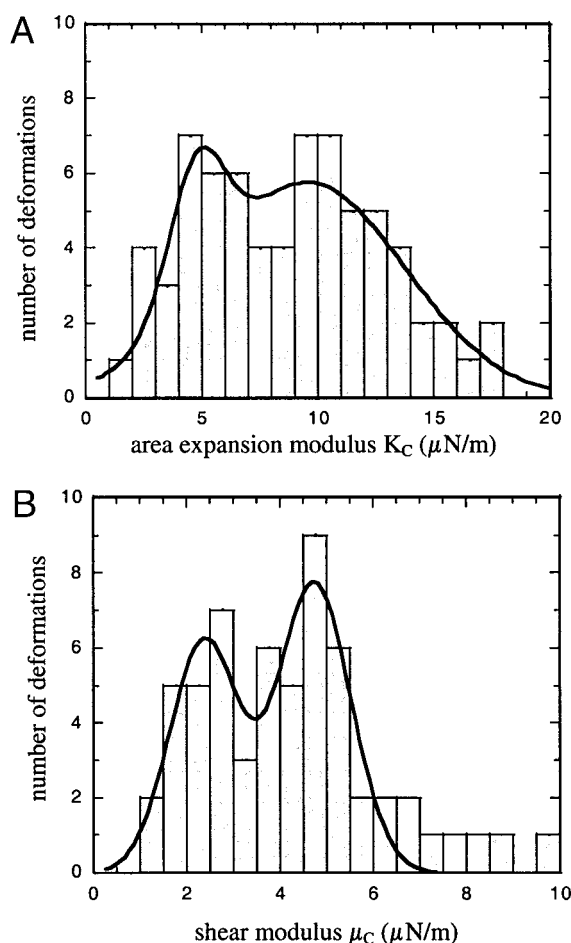 A
10
8
6
4
2
0
number of deformations
0 5 10 15 20
area expansion modulus K_C (μN/m)
B
10
8
6
4
2
0
number of deformations
0 2 4 6 8 10
shear modulus μ_C (μN/m)